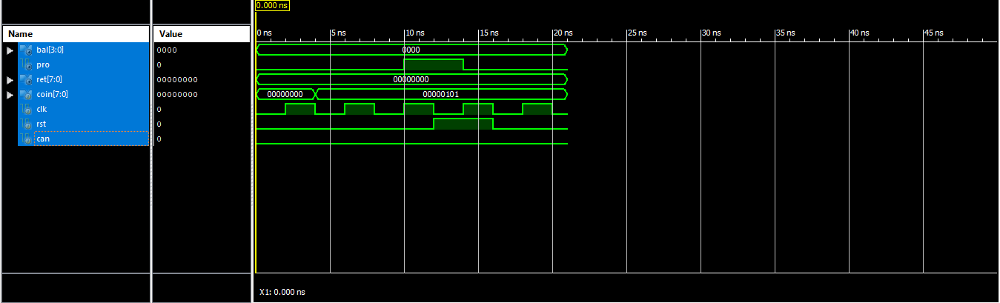 0.000 ns
Name Value
0 ns 5 ns 10 ns 15 ns 20 ns 25 ns 30 ns 35 ns 40 ns 45 ns
bal[3:0] 0000 0000
pro 0
ret[7:0] 00000000 00000000
coin[7:0] 00000000 00000000 00000101
clk 0
rst 0
can 0
X1: 0.000 ns